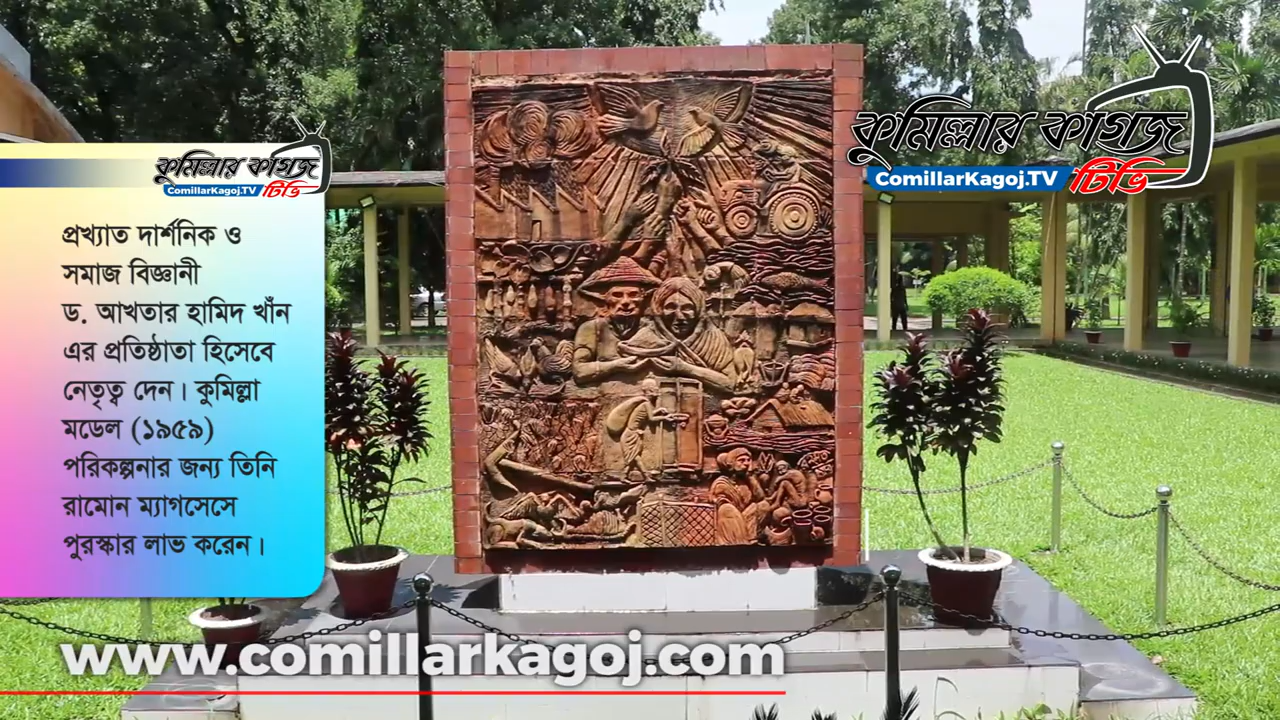 কুমিল্লার কাগজ
ComillarKagoj.TV টিভি
প্রখ্যাত দার্শনিক ও
সমাজ বিজ্ঞানী
ড. আখতার হামিদ খাঁন
এর প্রতিষ্ঠাতা হিসেবে
নেতৃত্ব দেন। কুমিল্লা
মডেল (১৯৫৯)
পরিকল্পনার জন্য তিনি
রামোন ম্যাগসেসে
পুরস্কার লাভ করেন।
কুমিল্লার কাগজ
ComillarKagoj.TV টিভি
www.comillarkagoj.com